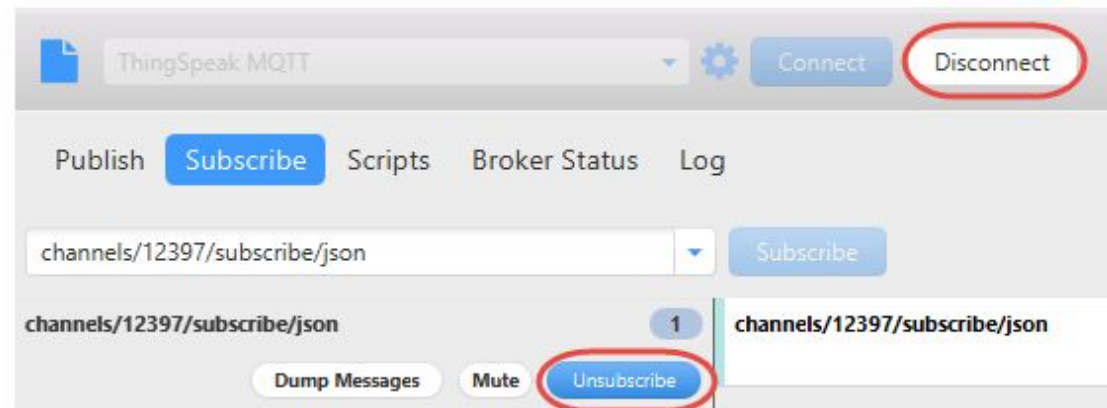 ThingSpeak MQTT Connect Disconnect
Publish Subscribe Scripts Broker Status Log
channels/12397/subscribe/json Subscribe
channels/12397/subscribe/json 1 channels/12397/subscribe/json
Dump Messages Mute Unsubscribe